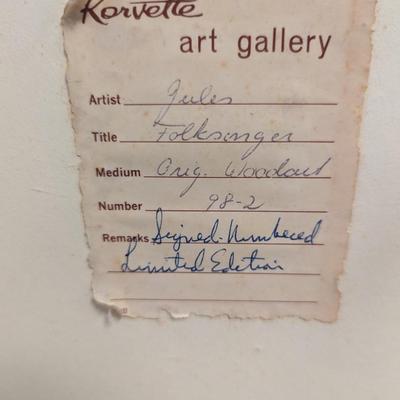 Korvette
art gallery
Artist Jules
Title Folksinger
Medium Orig. Woodcut
Number 98-2
Remarks Signed-Numbered
Limited Edition